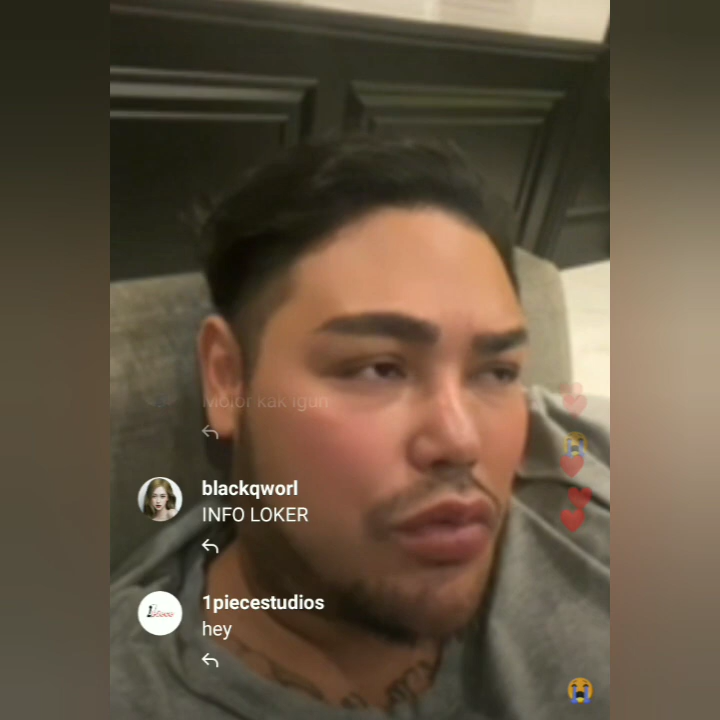 Motor kak igun
blackqworl
INFO LOKER
1piecestudios
hey